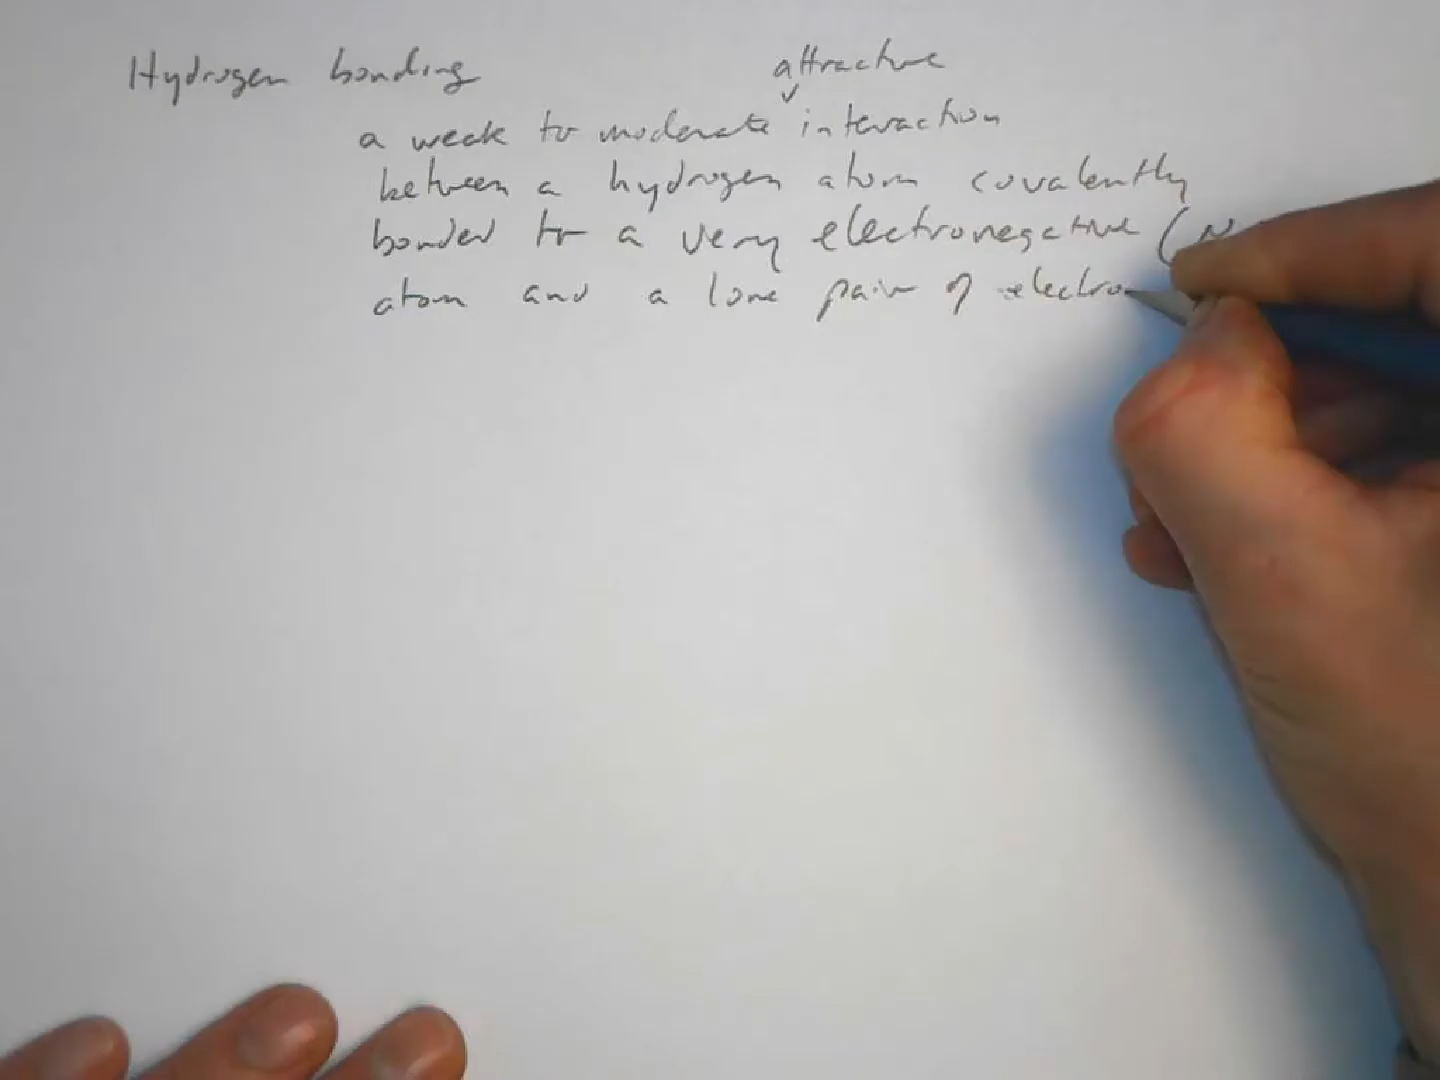 Hydrogen bonding
attractive
a weak to moderate interaction
between a hydrogen atom covalently
bonded to a very electronegative (N
atom and a lone pair of electro